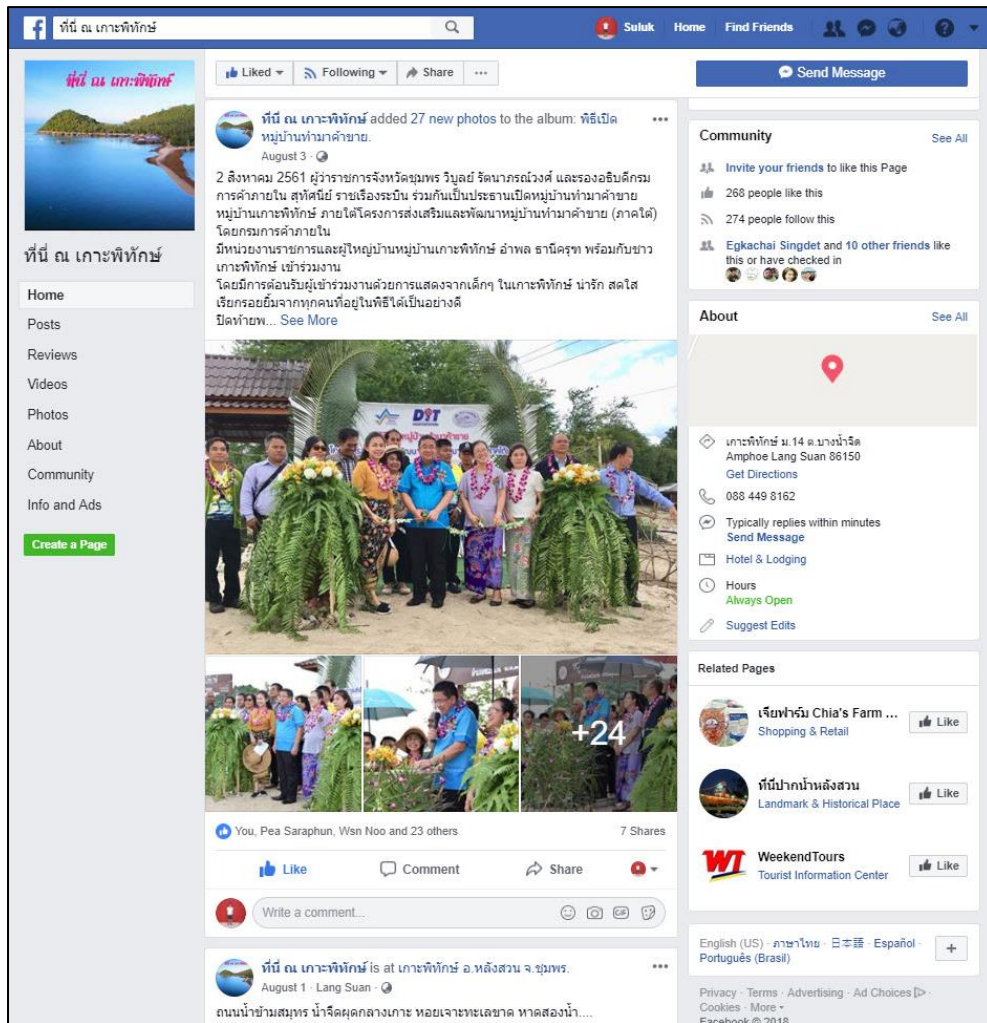 ที่นี่ ณ เกาะพิทักษ์
Suluk Home Find Friends
ที่นี่ ณ เกาะพิทักษ์
ที่นี่ ณ เกาะพิทักษ์
Home
Posts
Reviews
Videos
Photos
About
Community
Info and Ads
Create a Page
Liked Following Share
ที่นี่ ณ เกาะพิทักษ์ added 27 new photos to the album: พิธีเปิด
หมู่บ้านทำมาค้าขาย.
August 3
2 สิงหาคม 2561 ผู้ว่าราชการจังหวัดชุมพร วิบูลย์ รัตนาภรณ์วงศ์ และรองอธิบดีกรม
การค้าภายใน สุทัศนีย์ ราชเรืองระบิน ร่วมกันเป็นประธานเปิดหมู่บ้านทำมาค้าขาย
หมู่บ้านเกาะพิทักษ์ ภายใต้โครงการส่งเสริมและพัฒนาหมู่บ้านทำมาค้าขาย (ภาคใต้)
โดยกรมการค้าภายใน
มีหน่วยงานราชการและผู้ใหญ่บ้านหมู่บ้านเกาะพิทักษ์ อำพล ธานีครุฑ พร้อมกับชาว
เกาะพิทักษ์ เข้าร่วมงาน
โดยมีการต้อนรับผู้เข้าร่วมงานด้วยการแสดงจากเด็กๆ ในเกาะพิทักษ์ น่ารัก สดใส
เรียกรอยยิ้มจากทุกคนที่อยู่ในพิธีได้เป็นอย่างดี
ปิดท้ายพ... See More
DIT
+24
You, Pea Saraphun, Wsn Noo and 23 others 7 Shares
Like Comment Share
Write a comment...
GIF
ที่นี่ ณ เกาะพิทักษ์ is at เกาะพิทักษ์ อ.หลังสวน จ.ชุมพร.
August 1 · Lang Suan
ถนนน้ำข้ามสมุทร น้ำจืดผุดกลางเกาะ หอยเจาะทะเลขาด หาดสองน้ำ....
Send Message
Community See All
Invite your friends to like this Page
268 people like this
274 people follow this
Egkachai Singdet and 10 other friends like
this or have checked in
About See All
เกาะพิทักษ์ ม.14 ต.บางน้ำจืด
Amphoe Lang Suan 86150
Get Directions
088 449 8162
Typically replies within minutes
Send Message
Hotel & Lodging
Hours
Always Open
Suggest Edits
Related Pages
เจียฟาร์ม Chia's Farm ...
Shopping & Retail
Like
ที่นี่ปากน้ำหลังสวน
Landmark & Historical Place
Like
WT
WeekendTours
Tourist Information Center
Like
English (US) · ภาษาไทย · 日本語 · Español ·
Português (Brasil)
Privacy · Terms · Advertising · Ad Choices ·
Cookies · More
Facebook © 2018